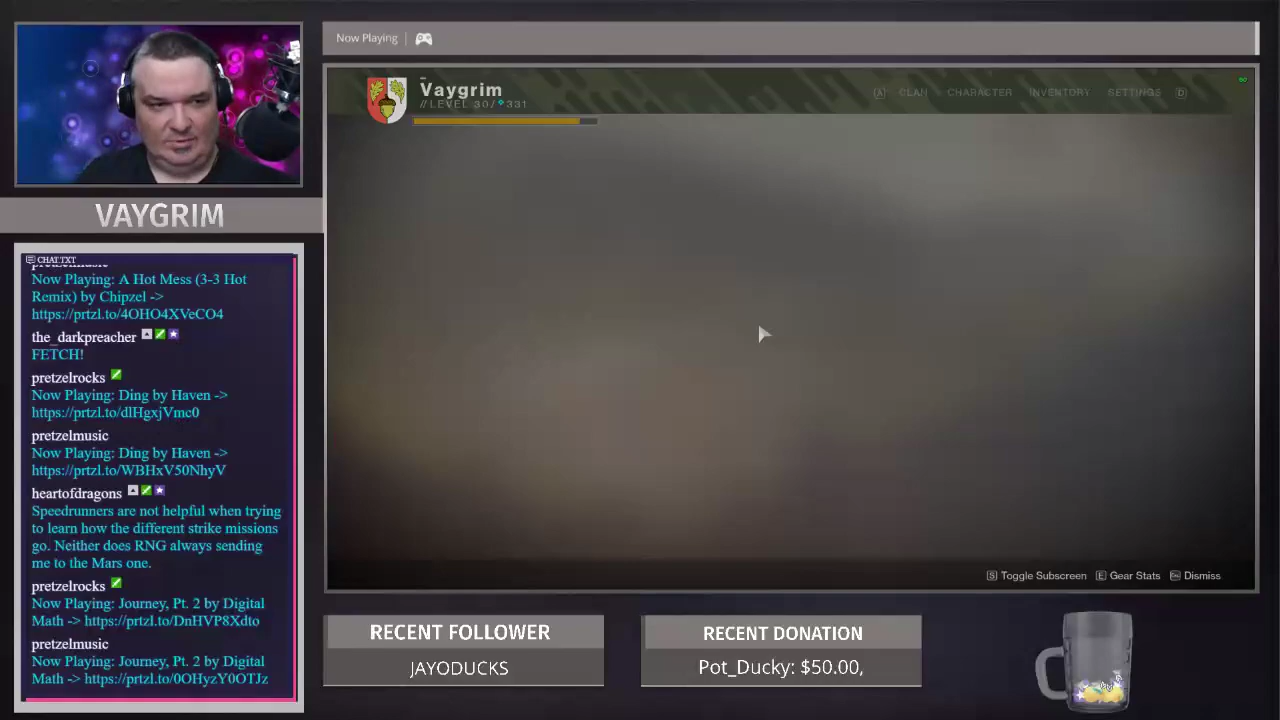 Now Playing
Vaygrim
//LEVEL 30/ 331
A CLAN CHARACTER INVENTORY SETTINGS D
VAYGRIM
CHAT.TXT
Now Playing: A Hot Mess (3-3 Hot
Remix) by Chipzel ->
https://prtzl.to/4OHO4XVeCO4
the_darkpreacher
FETCH!
pretzelrocks
Now Playing: Ding by Haven ->
https://prtzl.to/dlHgxjVmc0
pretzelmusic
Now Playing: Ding by Haven ->
https://prtzl.to/WBHxV50NhyV
heartofdragons
Speedrunners are not helpful when trying
to learn how the different strike missions
go. Neither does RNG always sending
me to the Mars one.
pretzelrocks
Now Playing: Journey, Pt. 2 by Digital
Math -> https://prtzl.to/DnHVP8Xdto
pretzelmusic
Now Playing: Journey, Pt. 2 by Digital
Math -> https://prtzl.to/0OHyzY0OTJz
S Toggle Subscreen E Gear Stats Dismiss
RECENT FOLLOWER
JAYODUCKS
RECENT DONATION
Pot_Ducky: $50.00,